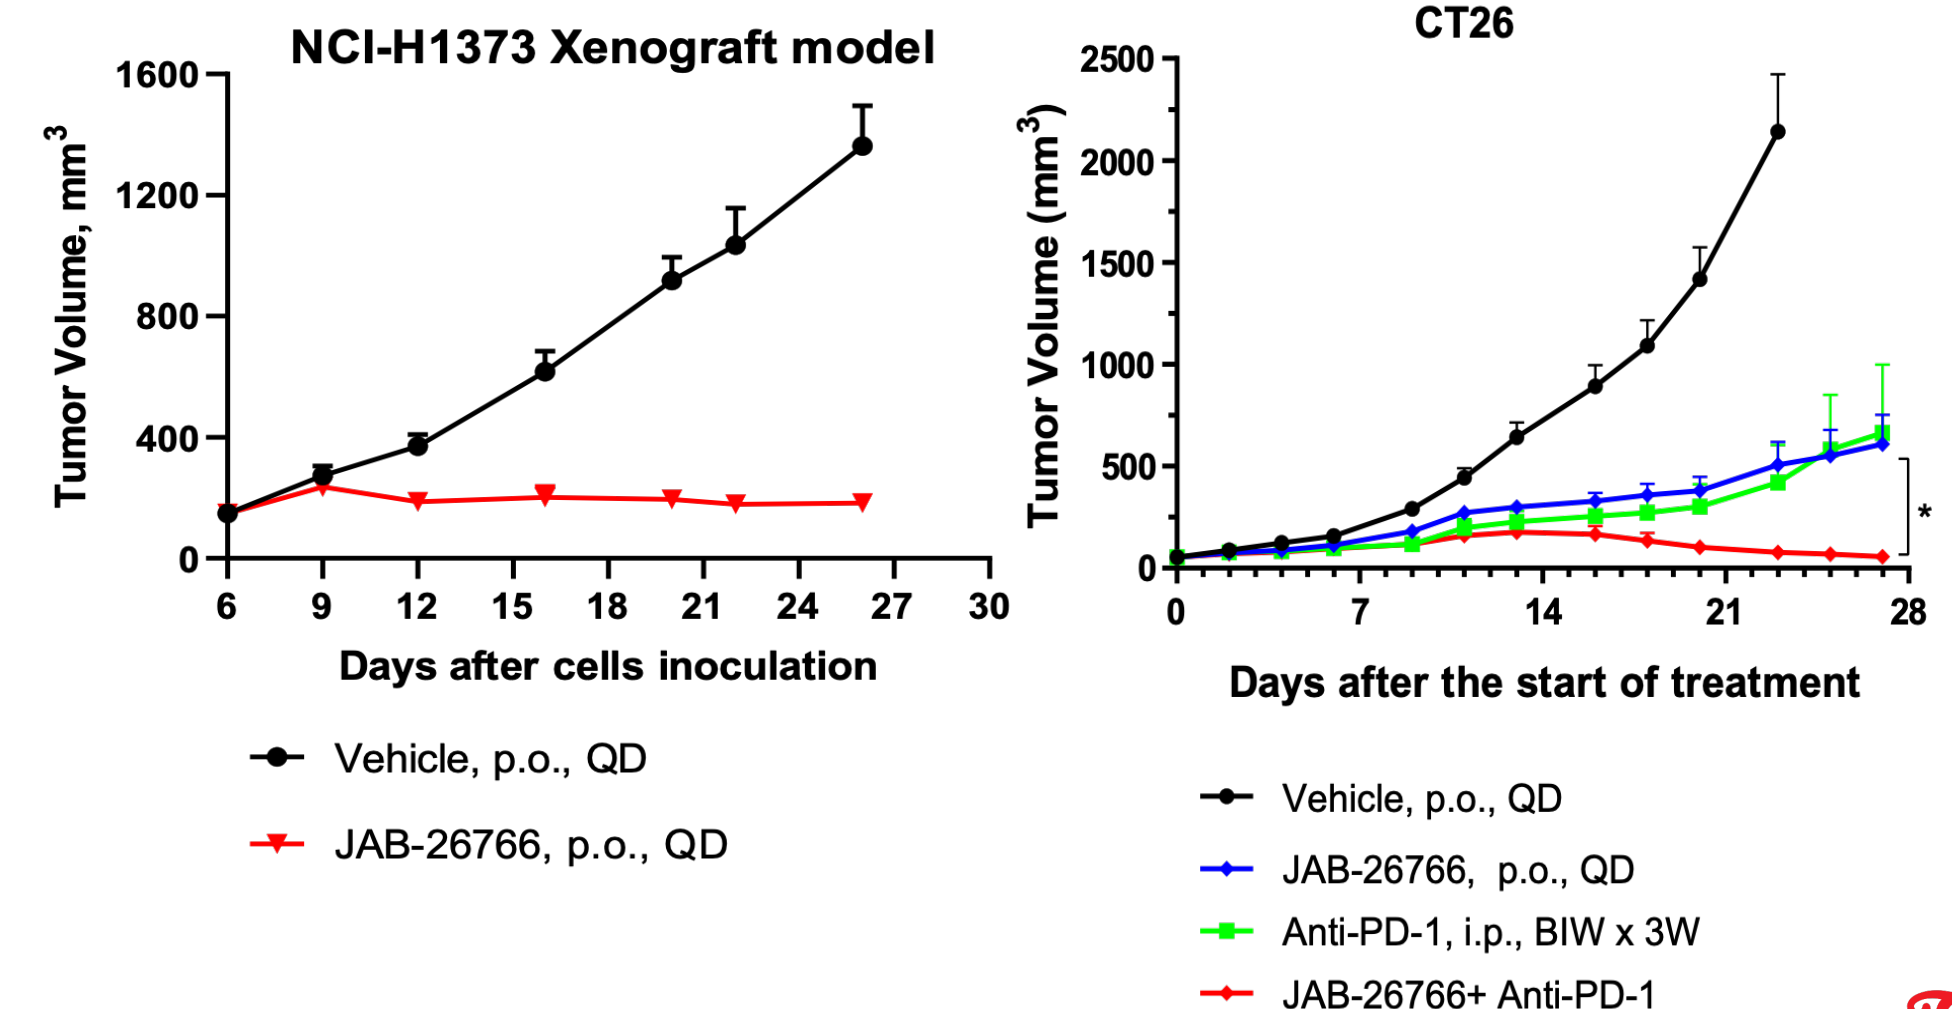 NCI-H1373 Xenograft model
Tumor Volume, mm³
1600
1200
800
400
0
6 9 12 15 18 21 24 27 30
Days after cells inoculation
Vehicle, p.o., QD
JAB-26766, p.o., QD
CT26
Tumor Volume (mm³)
2500
2000
1500
1000
500
0
0 7 14 21 28
*
Days after the start of treatment
Vehicle, p.o., QD
JAB-26766, p.o., QD
Anti-PD-1, i.p., BIW x 3W
JAB-26766+ Anti-PD-1